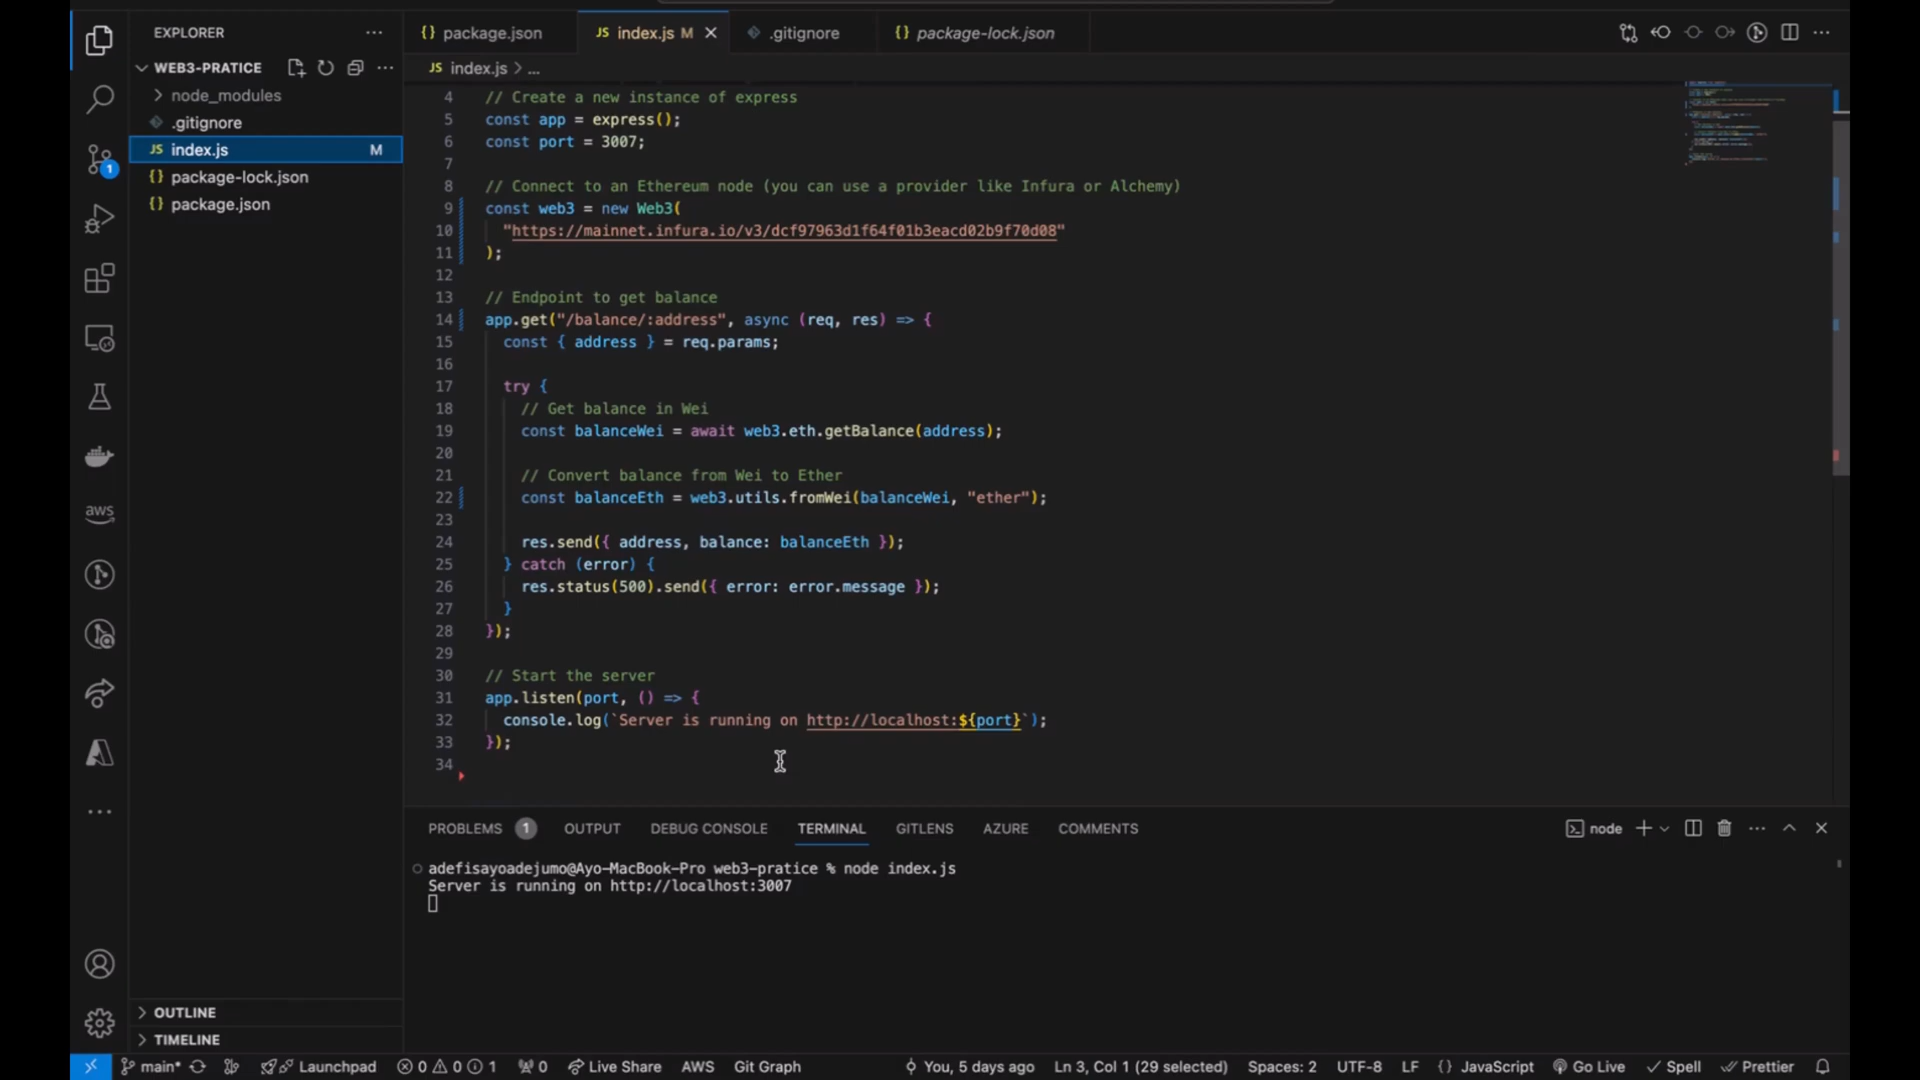 EXPLORER
WEB3-PRATICE
node_modules
.gitignore
index.js M
package-lock.json
package.json
OUTLINE
TIMELINE
aws
1
package.json
index.js M
.gitignore
package-lock.json
index.js > ...
4 // Create a new instance of express
5 const app = express();
6 const port = 3007;
7
8 // Connect to an Ethereum node (you can use a provider like Infura or Alchemy)
9 const web3 = new Web3(
10 "https://mainnet.infura.io/v3/dcf97963d1f64f01b3eacd02b9f70d08"
11 );
12
13 // Endpoint to get balance
14 app.get("/balance/:address", async (req, res) => {
15 const { address } = req.params;
16
17 try {
18 // Get balance in Wei
19 const balanceWei = await web3.eth.getBalance(address);
20
21 // Convert balance from Wei to Ether
22 const balanceEth = web3.utils.fromWei(balanceWei, "ether");
23
24 res.send({ address, balance: balanceEth });
25 } catch (error) {
26 res.status(500).send({ error: error.message });
27 }
28 });
29
30 // Start the server
31 app.listen(port, () => {
32 console.log(`Server is running on http://localhost:${port}`);
33 });
34
PROBLEMS 1 OUTPUT DEBUG CONSOLE TERMINAL GITLENS AZURE COMMENTS
node
adefisayoadejumo@Ayo-MacBook-Pro web3-pratice % node index.js
Server is running on http://localhost:3007
main* Launchpad 0 0 1 0 Live Share AWS Git Graph You, 5 days ago Ln 3, Col 1 (29 selected) Spaces: 2 UTF-8 LF {} JavaScript Go Live Spell Prettier